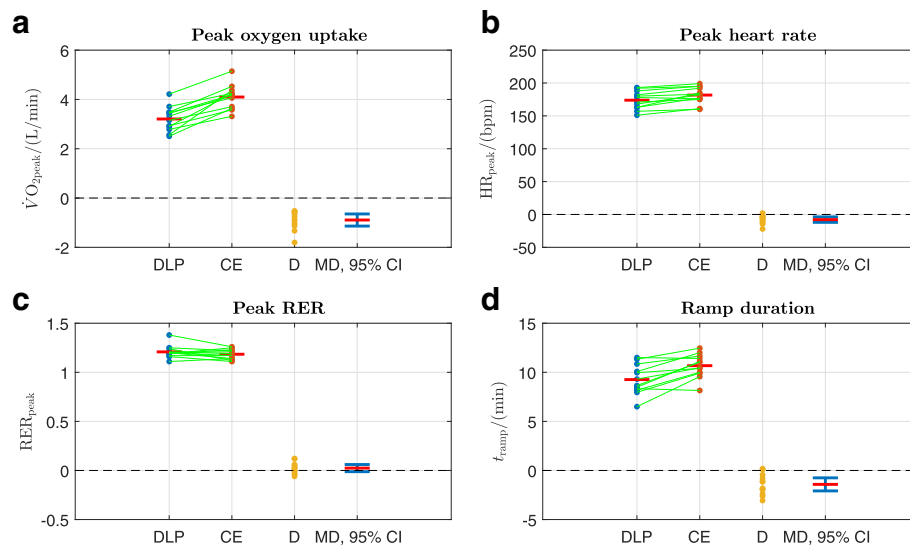 a
Peak oxygen uptake
V̇O2peak/(L/min)
6
4
2
0
-2
DLP CE D MD, 95% CI
b
Peak heart rate
HRpeak/(bpm)
250
200
150
100
50
0
-50
DLP CE D MD, 95% CI
c
Peak RER
RERpeak
1.5
1
0.5
0
-0.5
DLP CE D MD, 95% CI
d
Ramp duration
tramp/(min)
15
10
5
0
-5
DLP CE D MD, 95% CI